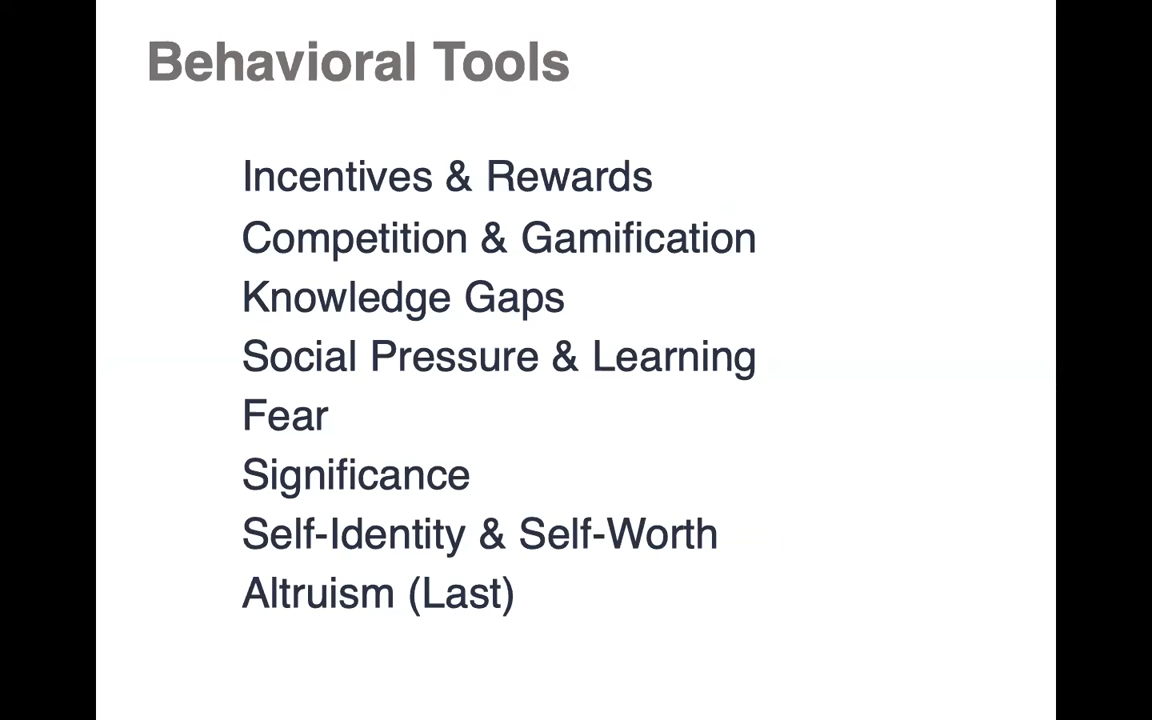 Behavioral Tools
Incentives & Rewards
Competition & Gamification
Knowledge Gaps
Social Pressure & Learning
Fear
Significance
Self-Identity & Self-Worth
Altruism (Last)